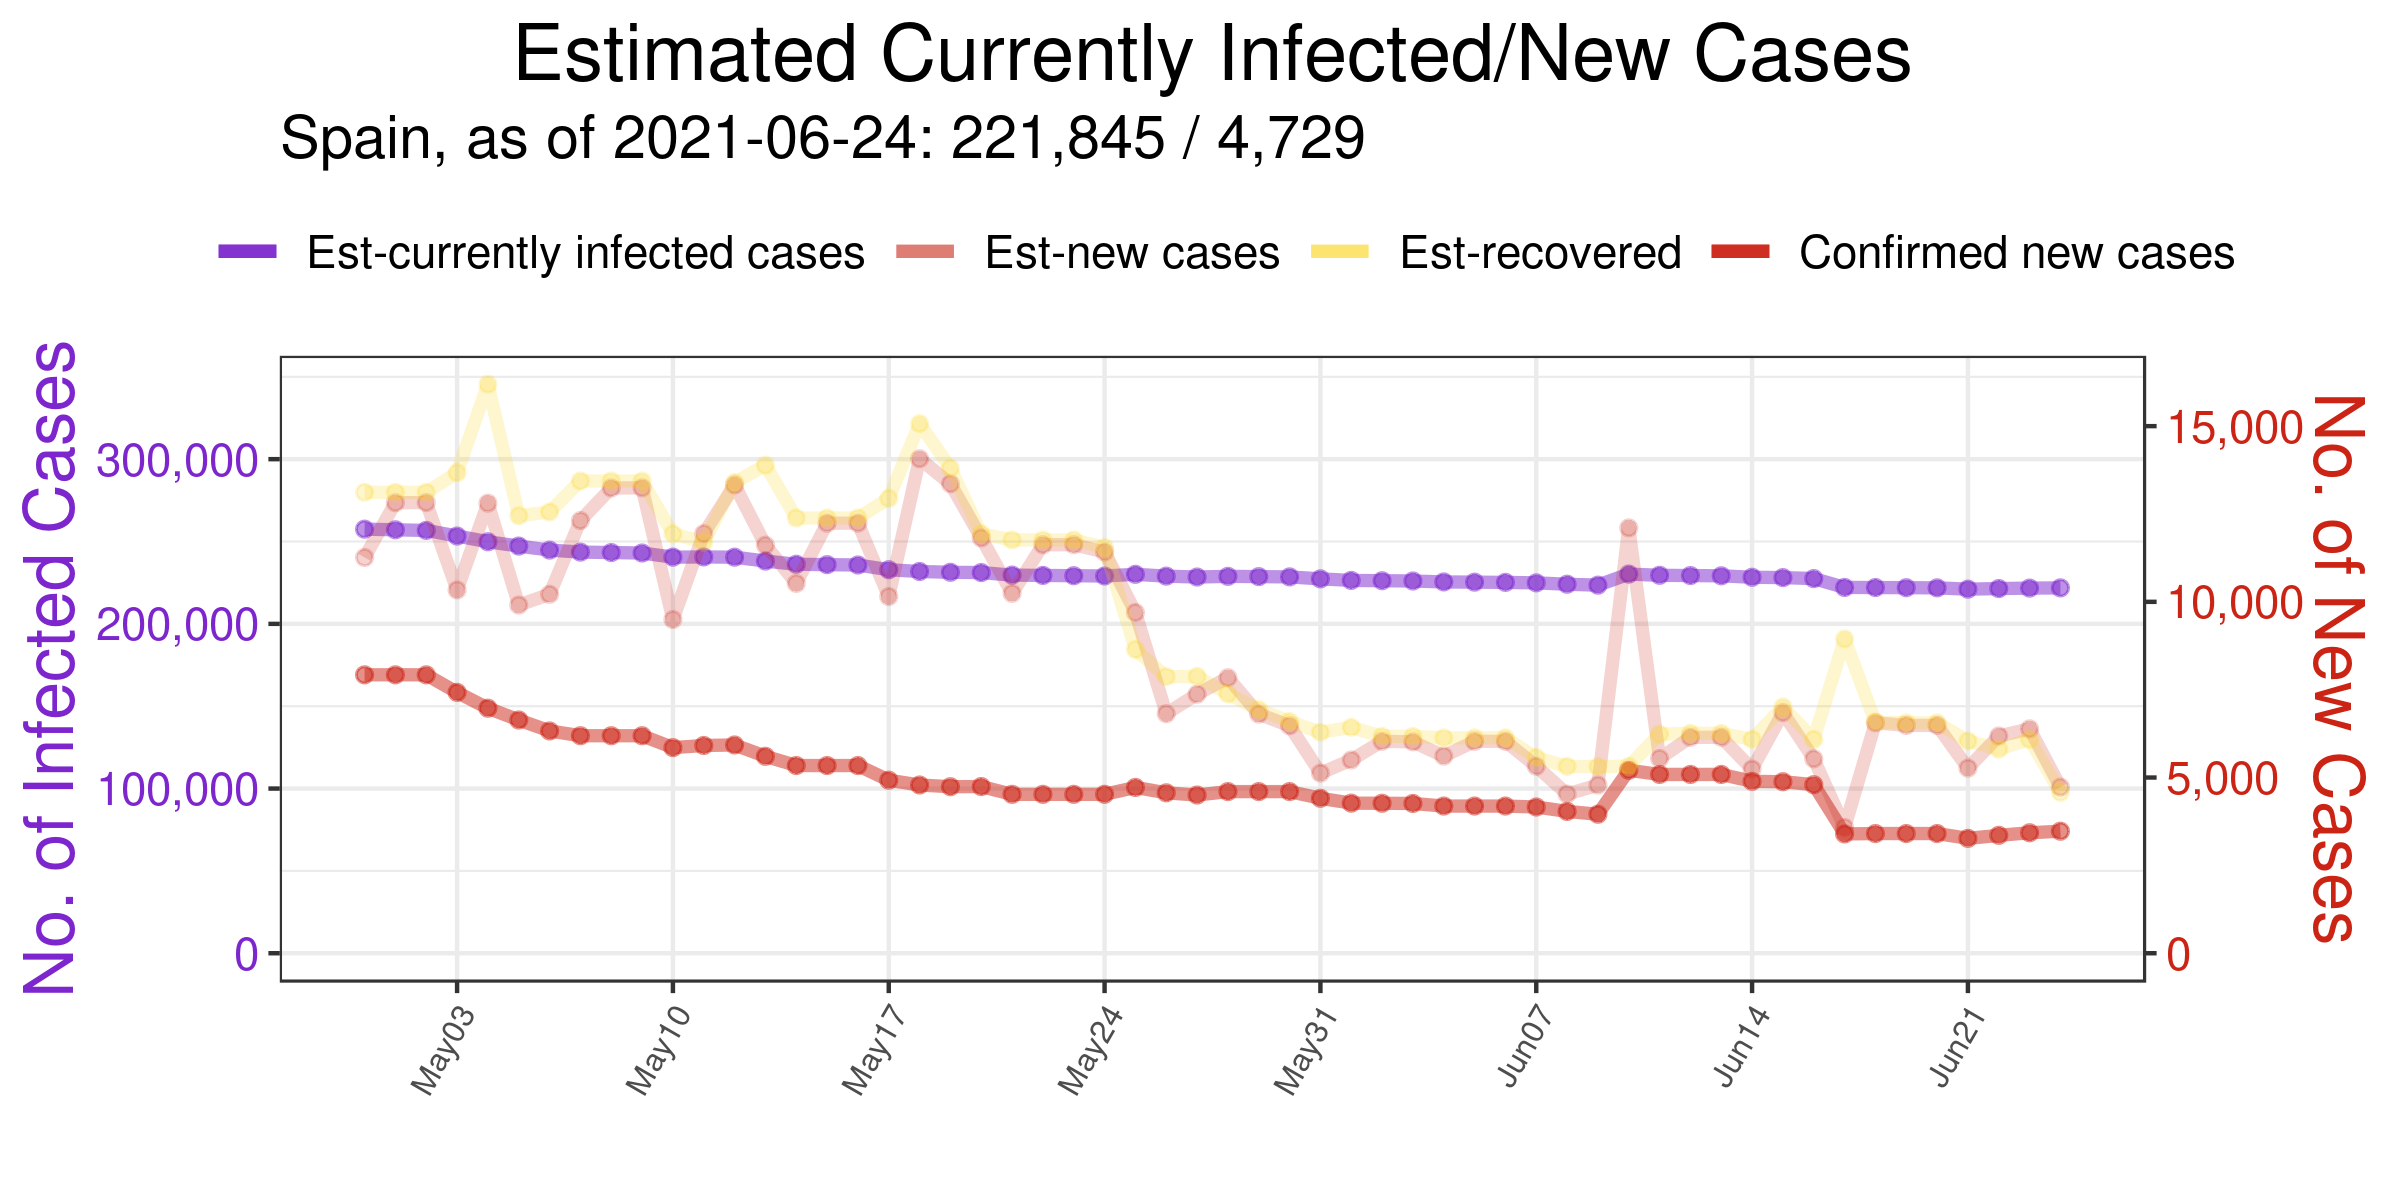 Estimated Currently Infected/New Cases
Spain, as of 2021-06-24: 221,845 / 4,729
Est-currently infected cases
Est-new cases
Est-recovered
Confirmed new cases
No. of Infected Cases
300,000
200,000
100,000
0
15,000
10,000
5,000
0
No. of New Cases
May03
May10
May17
May24
May31
Jun07
Jun14
Jun21